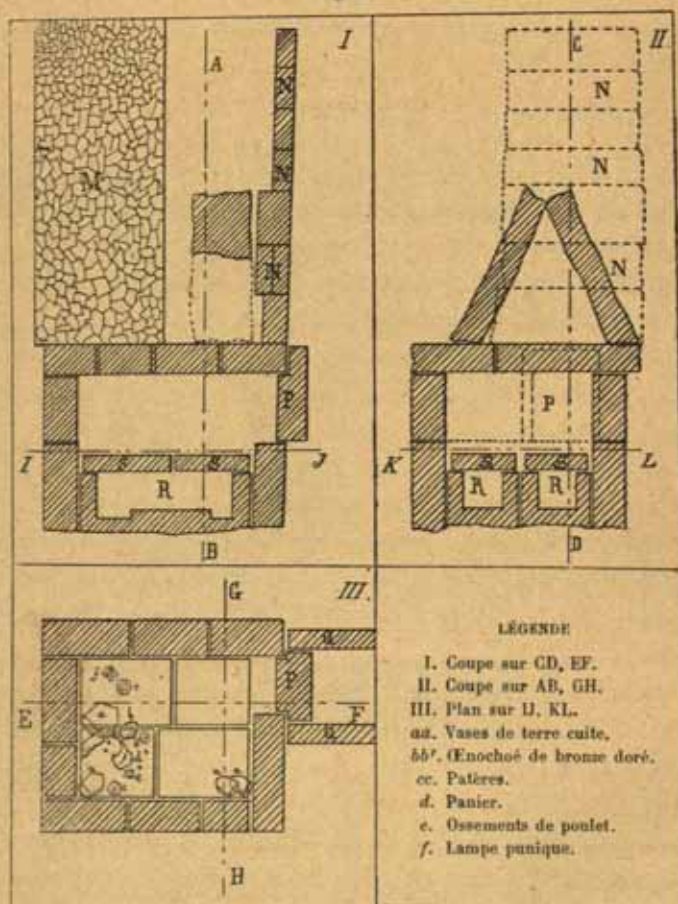 I
A
M
N
N
N
P
I
J
s
s
R
B
II
C
N
N
N
P
K
L
s
s
R
R
D
G
III.
a
P
E
F
a
H
LÉGENDE
I. Coupe sur CD, EF.
II. Coupe sur AB, GH.
III. Plan sur IJ, KL.
aa. Vases de terre cuite.
bb'. Œnochoé de bronze doré.
cc. Patères.
d. Panier.
e. Ossements de poulet.
f. Lampe punique.